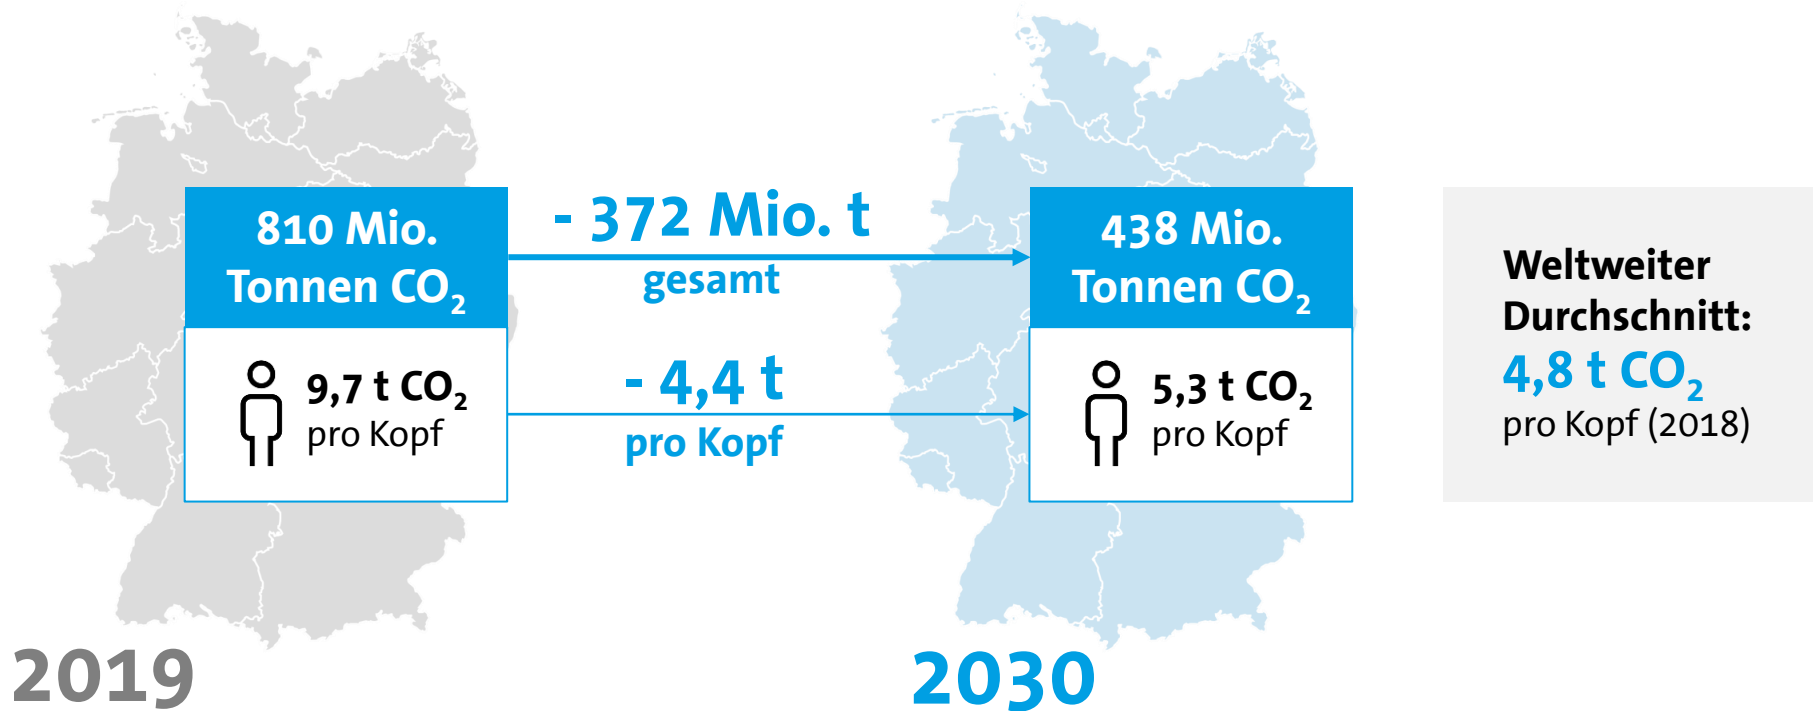 810 Mio.
Tonnen CO₂
9,7 t CO₂
pro Kopf
2019
- 372 Mio. t
gesamt
- 4,4 t
pro Kopf
438 Mio.
Tonnen CO₂
5,3 t CO₂
pro Kopf
2030
Weltweiter
Durchschnitt:
4,8 t CO₂
pro Kopf (2018)